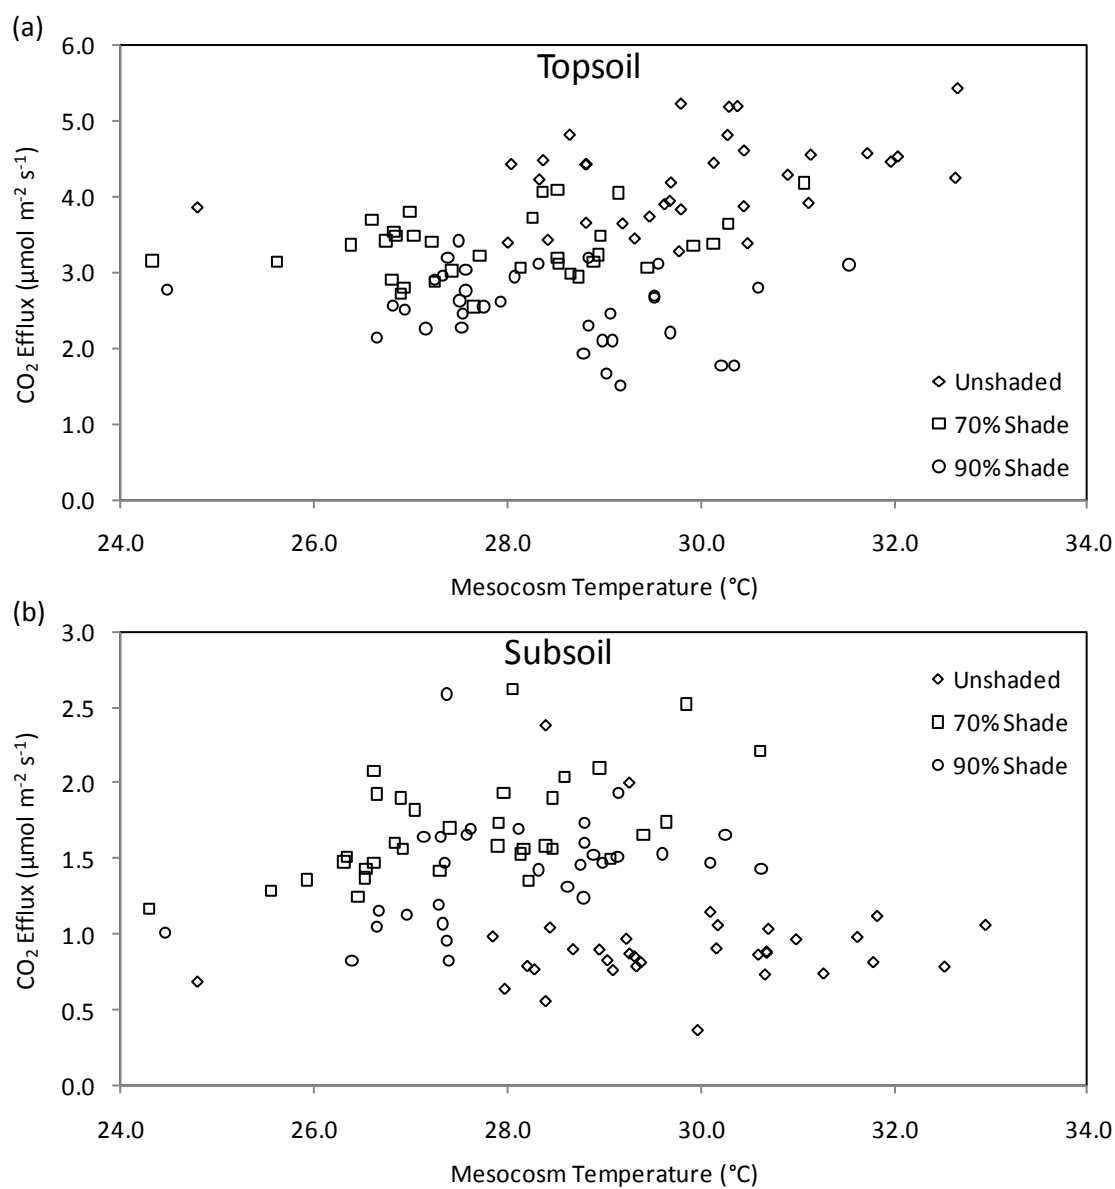 (a)
Topsoil
6.0
5.0
4.0
3.0
2.0
1.0
0.0
CO₂ Efflux (µmol m⁻² s⁻¹)
Unshaded
70% Shade
90% Shade
24.0 26.0 28.0 30.0 32.0 34.0
Mesocosm Temperature (°C)
(b)
Subsoil
3.0
2.5
2.0
1.5
1.0
0.5
0.0
CO₂ Efflux (µmol m⁻² s⁻¹)
Unshaded
70% Shade
90% Shade
24.0 26.0 28.0 30.0 32.0 34.0
Mesocosm Temperature (°C)